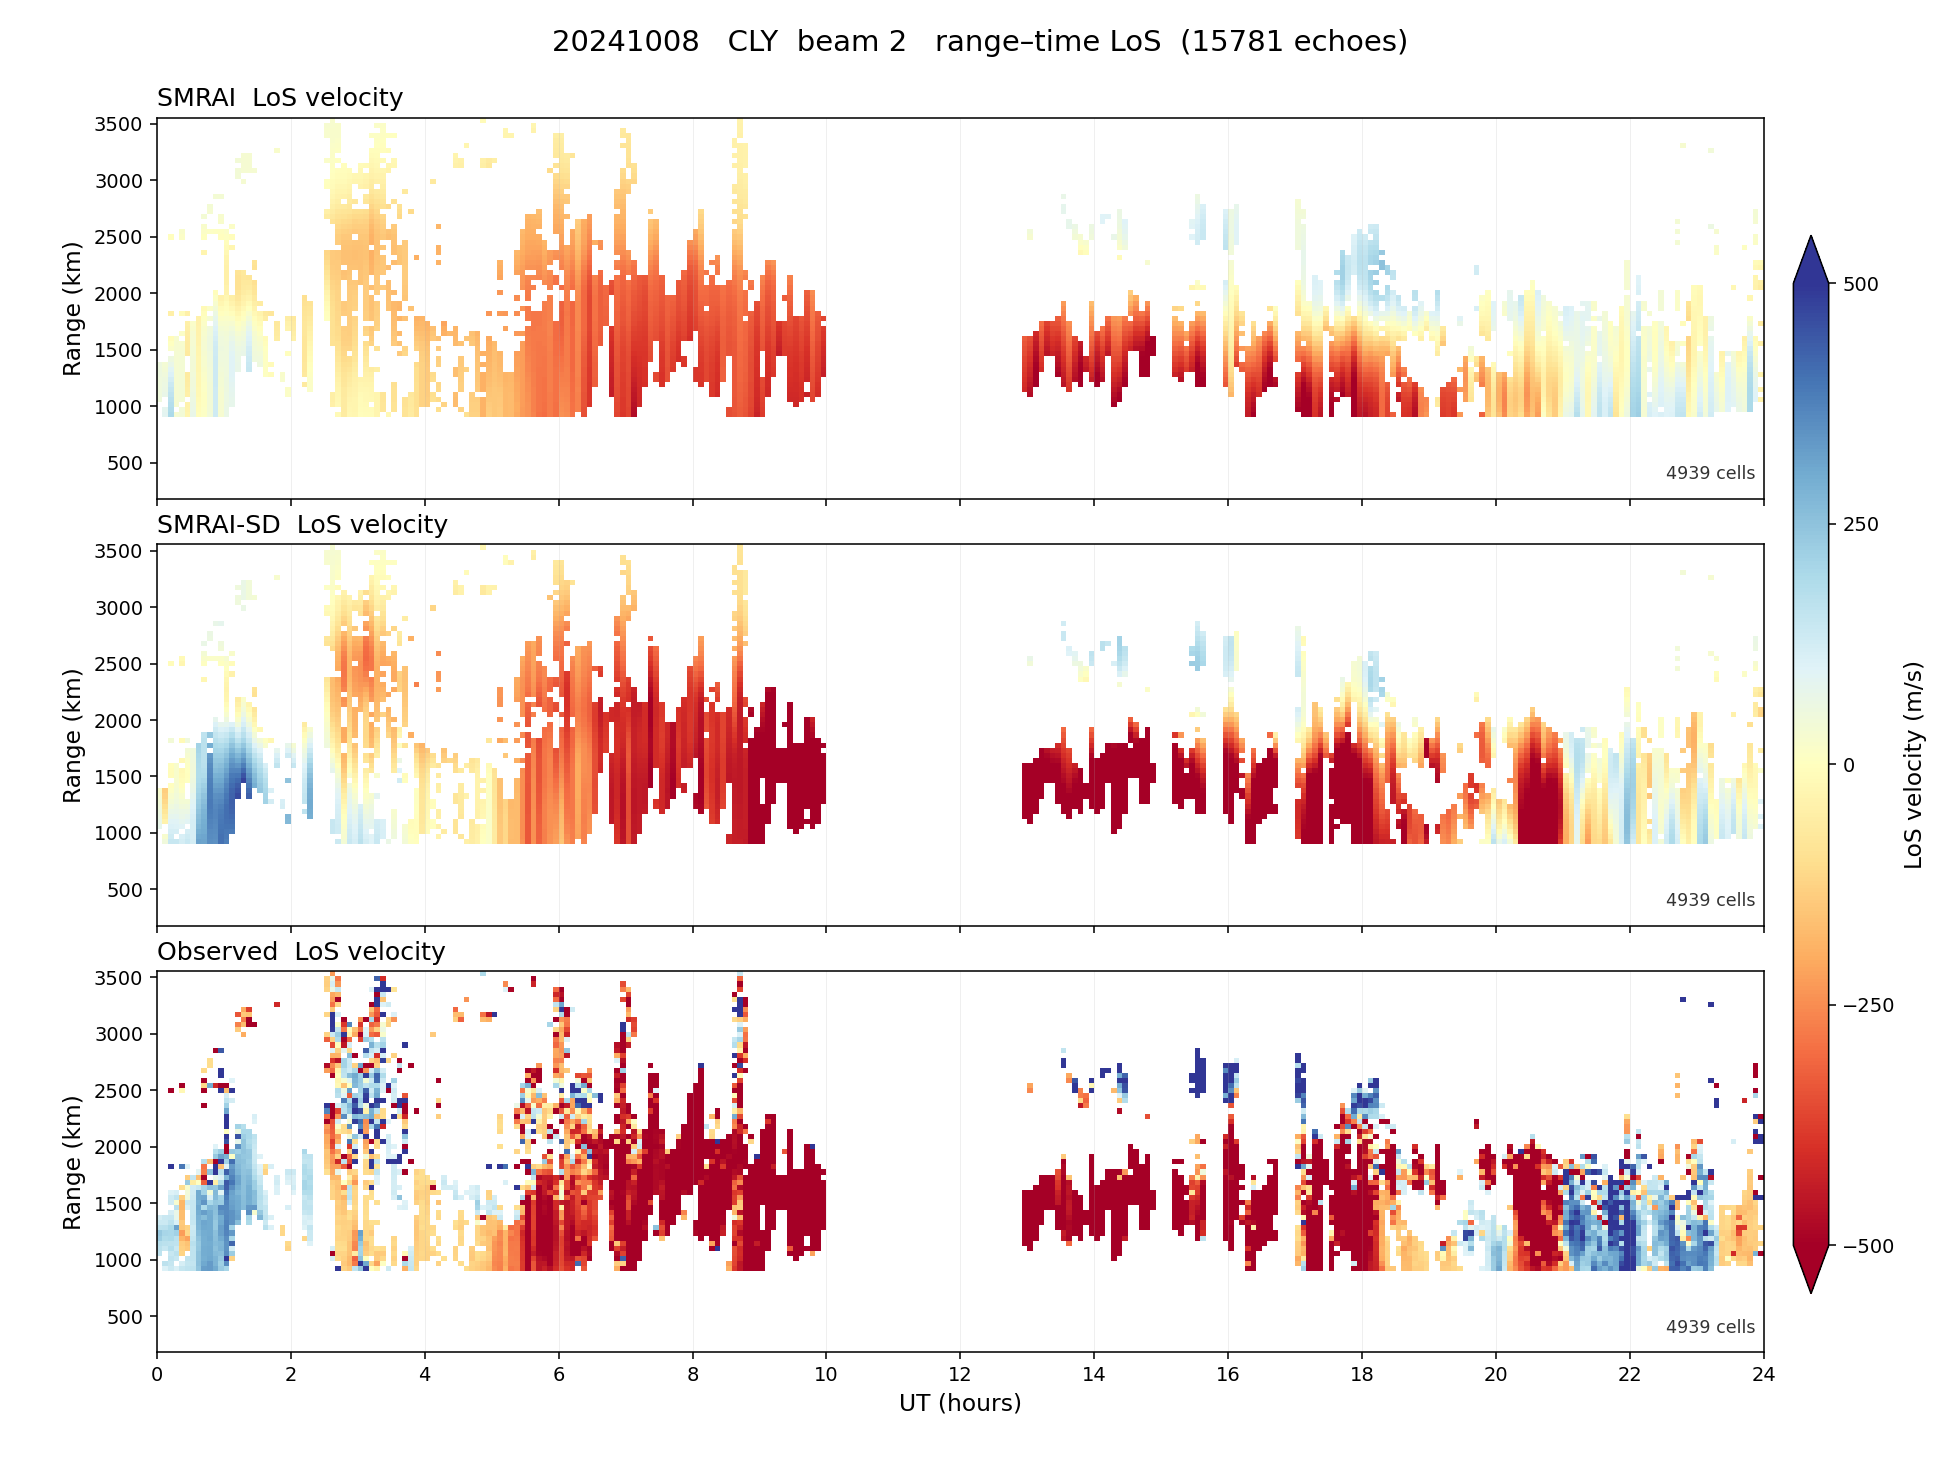 20241008   CLY  beam 2   range–time LoS  (15781 echoes)
SMRAI  LoS velocity
3500
3000
2500
2000
1500
1000
500
Range (km)
4939 cells
SMRAI-SD  LoS velocity
3500
3000
2500
2000
1500
1000
500
Range (km)
4939 cells
Observed  LoS velocity
3500
3000
2500
2000
1500
1000
500
Range (km)
4939 cells
0 2 4 6 8 10 12 14 16 18 20 22 24
UT (hours)
500
250
0
−250
−500
LoS velocity (m/s)